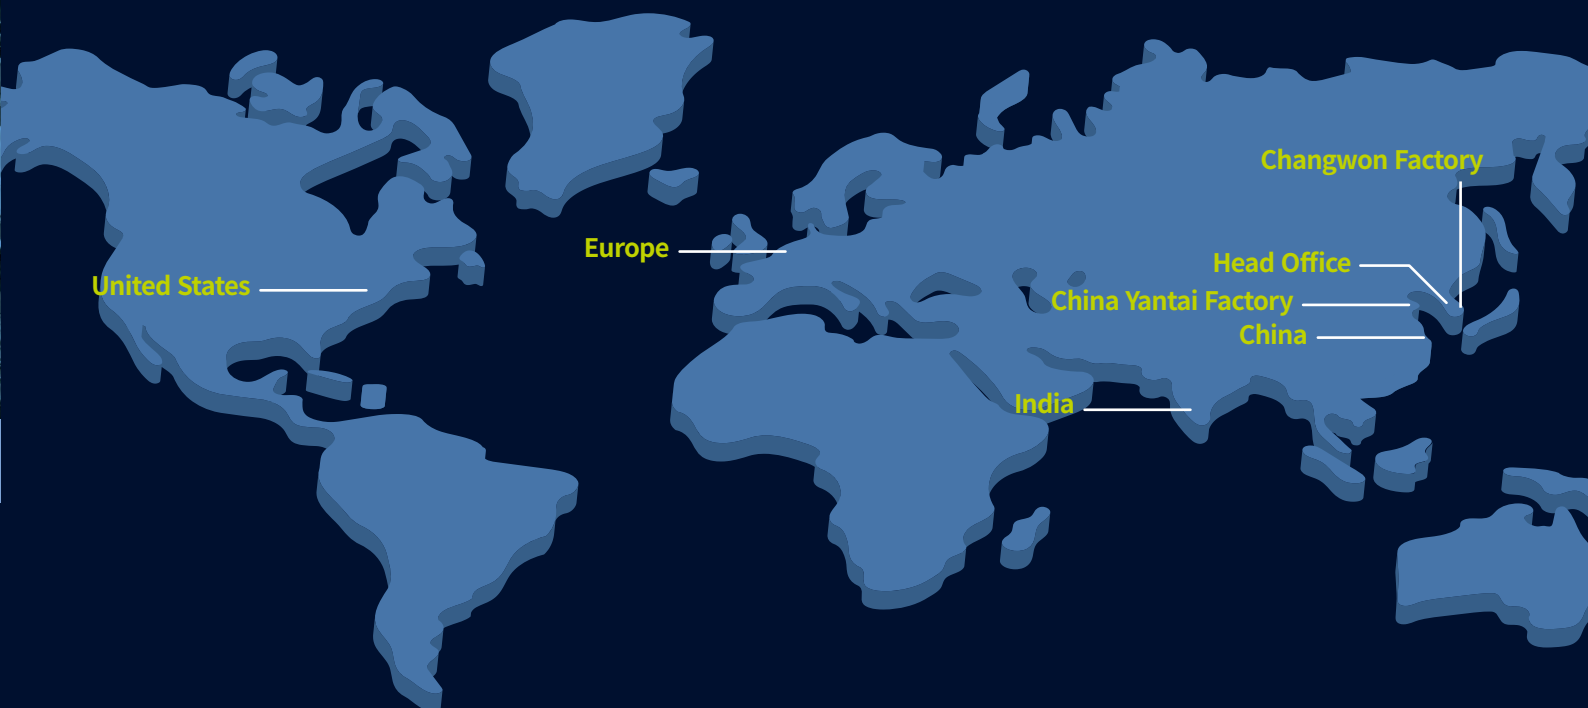 Changwon Factory
Europe
Head Office
United States
China Yantai Factory
China
India